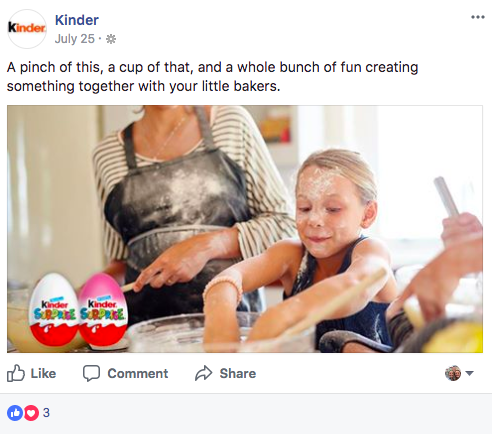 Kinder
Kinder
July 25 ·
A pinch of this, a cup of that, and a whole bunch of fun creating
something together with your little bakers.
Kinder
SURPRISE
Kinder
SURPRISE
Like
Comment
Share
3